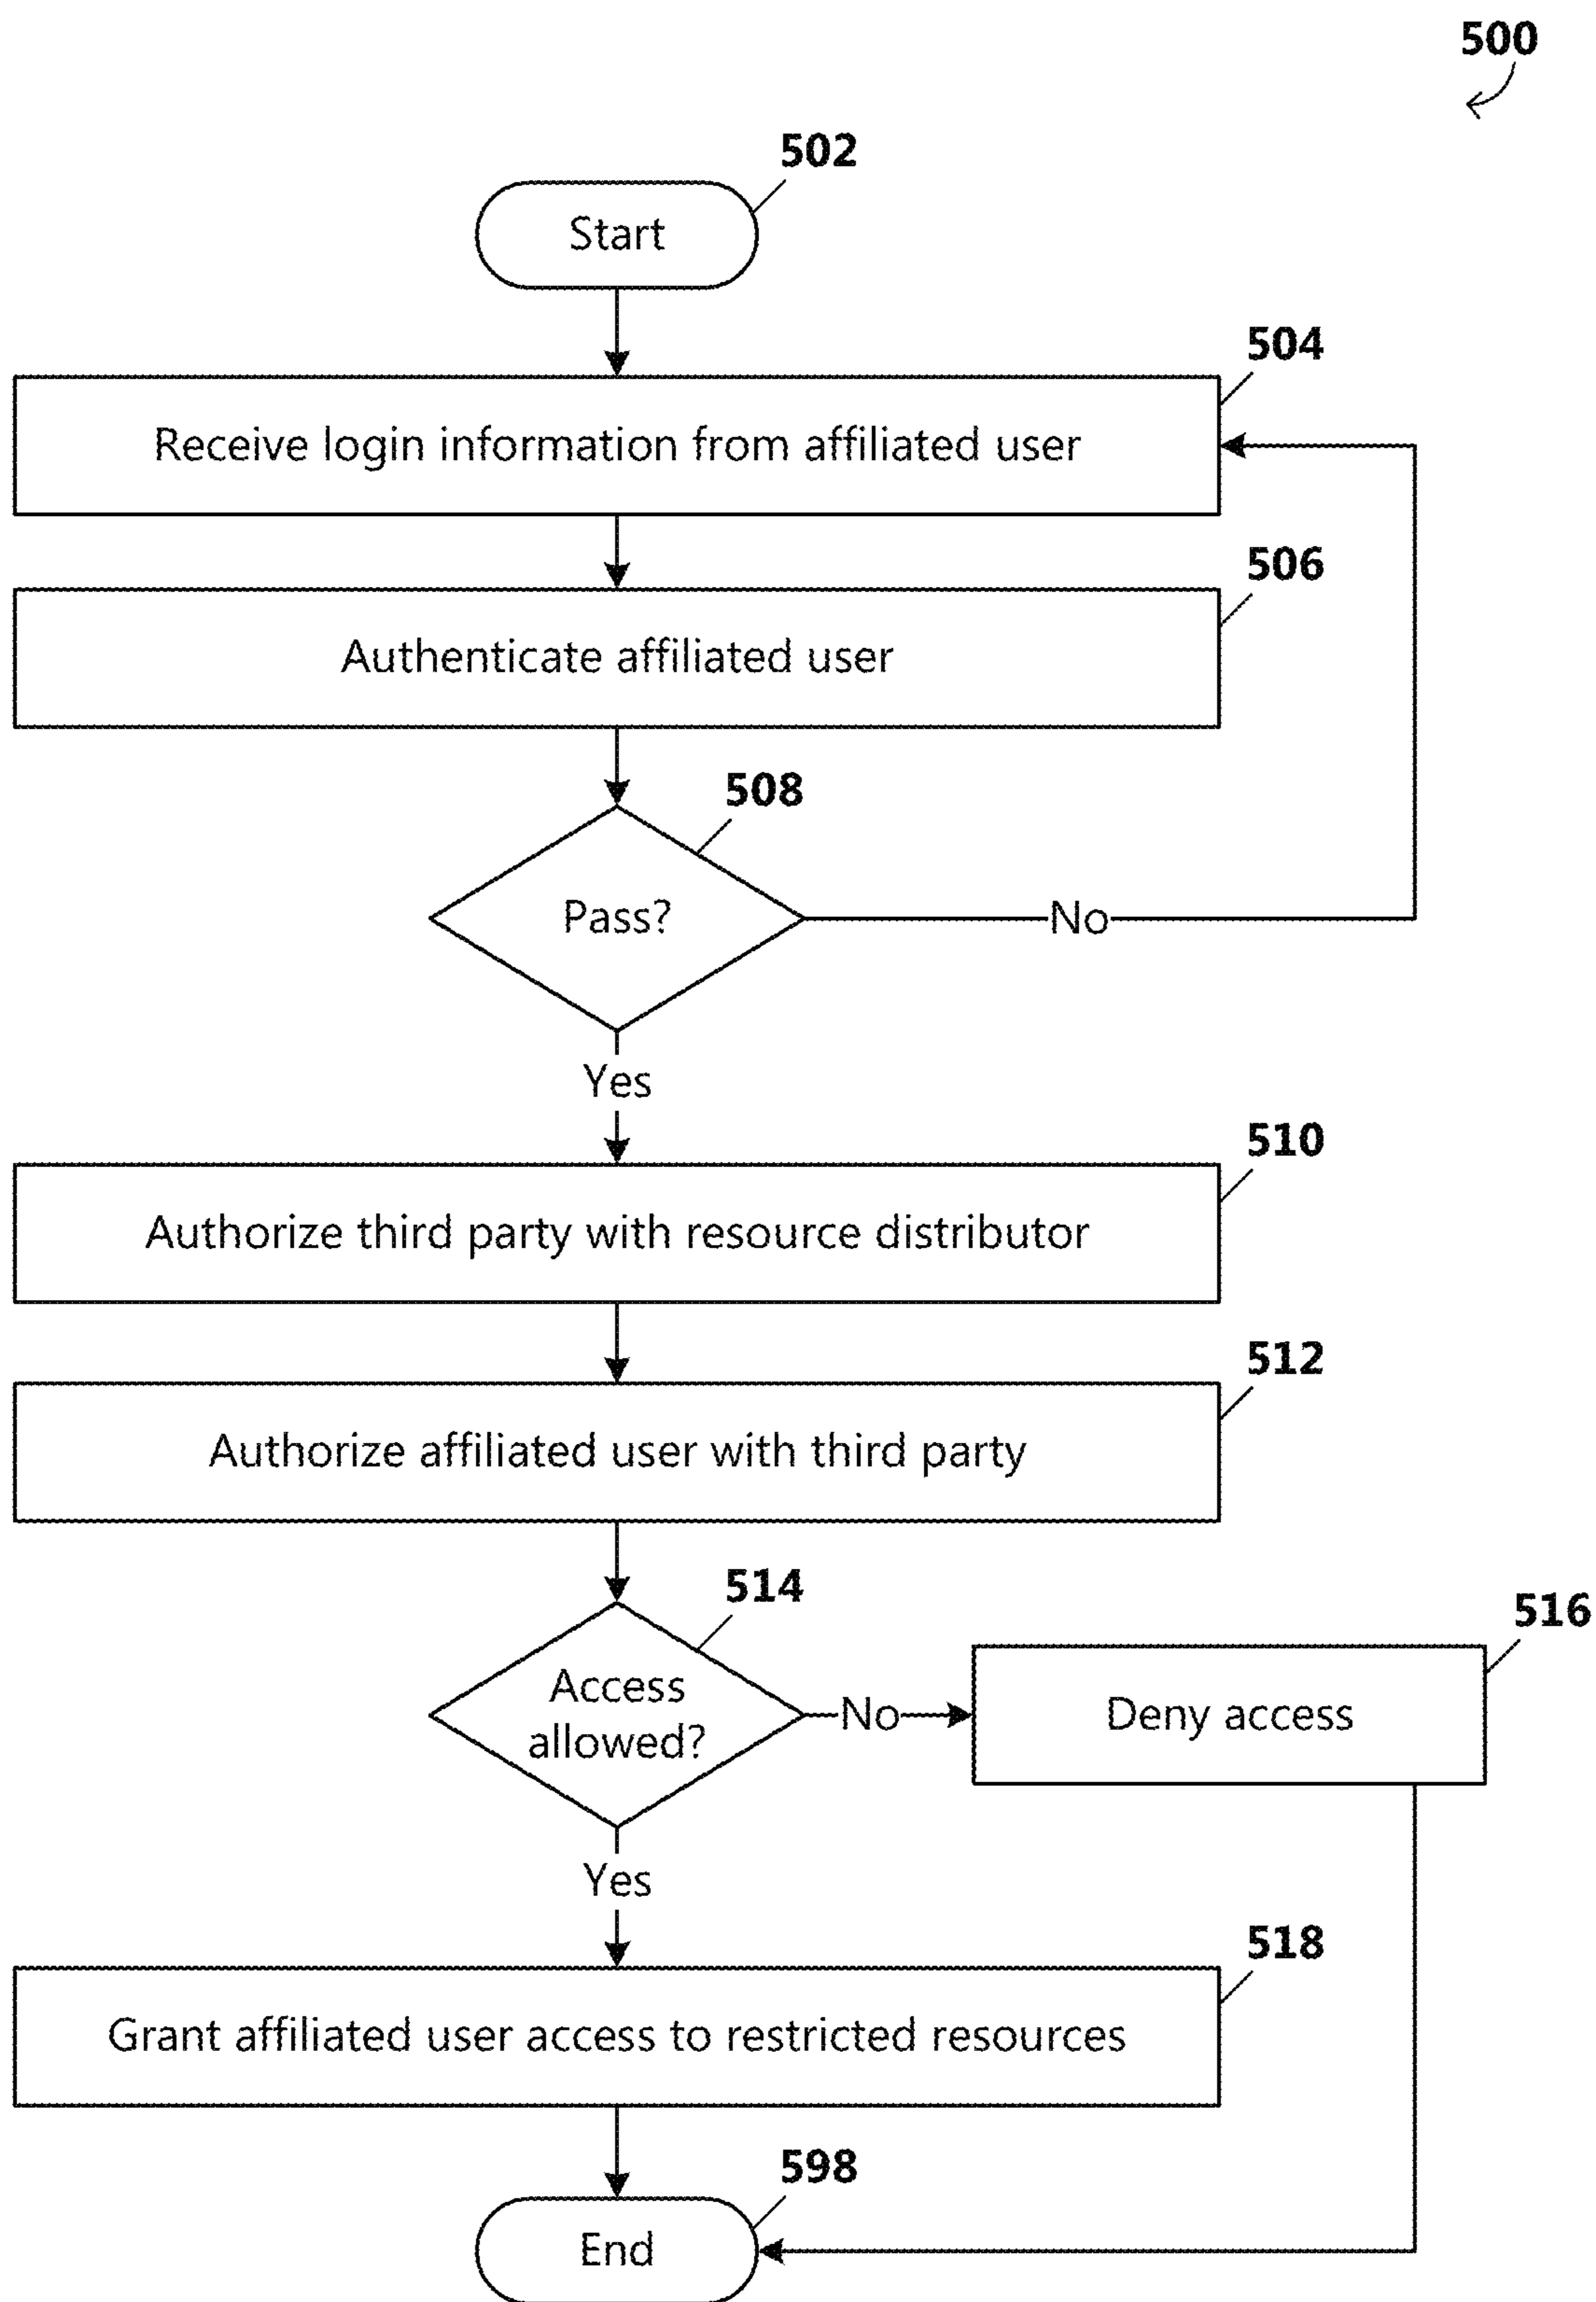 500
502
Start
504
Receive login information from affiliated user
506
Authenticate affiliated user
508
Pass?
No
Yes
510
Authorize third party with resource distributor
512
Authorize affiliated user with third party
514
Access
allowed?
No
516
Deny access
Yes
518
Grant affiliated user access to restricted resources
598
End